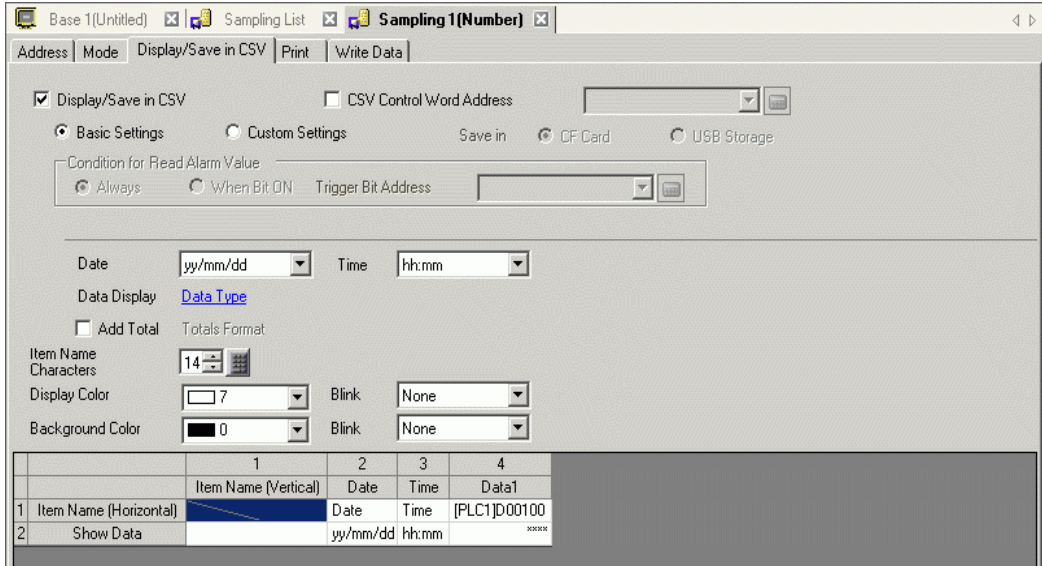 Base 1(Untitled) Sampling List Sampling 1(Number)
Address Mode Display/Save in CSV Print Write Data
Display/Save in CSV CSV Control Word Address
Basic Settings Custom Settings Save in CF Card USB Storage
Condition for Read Alarm Value
Always When Bit ON Trigger Bit Address
Date yy/mm/dd Time hh:mm
Data Display Data Type
Add Total Totals Format
Item Name
Characters 14
Display Color 7 Blink None
Background Color 0 Blink None
1 2 3 4
Item Name (Vertical) Date Time Data1
1 Item Name (Horizontal) Date Time [PLC1]D00100
2 Show Data yy/mm/dd hh:mm ****